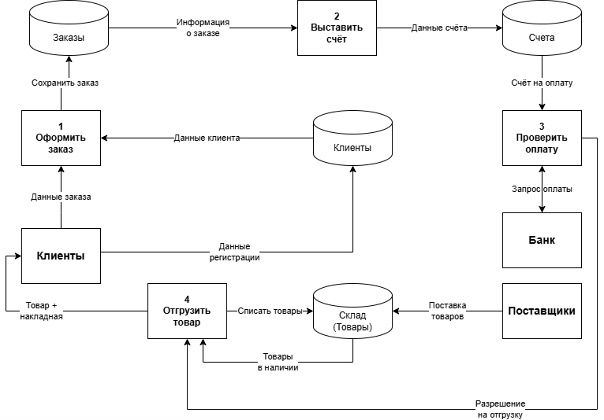 Заказы
Информация
о заказе
2
Выставить
счёт
Данные счёта
Счета
Сохранить заказ
Счёт на оплату
1
Оформить
заказ
Данные клиента
Клиенты
3
Проверить
оплату
Данные заказа
Запрос оплаты
Клиенты
Данные
регистрации
Банк
Товар +
накладная
4
Отгрузить
товар
Списать товары
Склад
(Товары)
Поставка
товаров
Поставщики
Товары
в наличии
Разрешение
на отгрузку